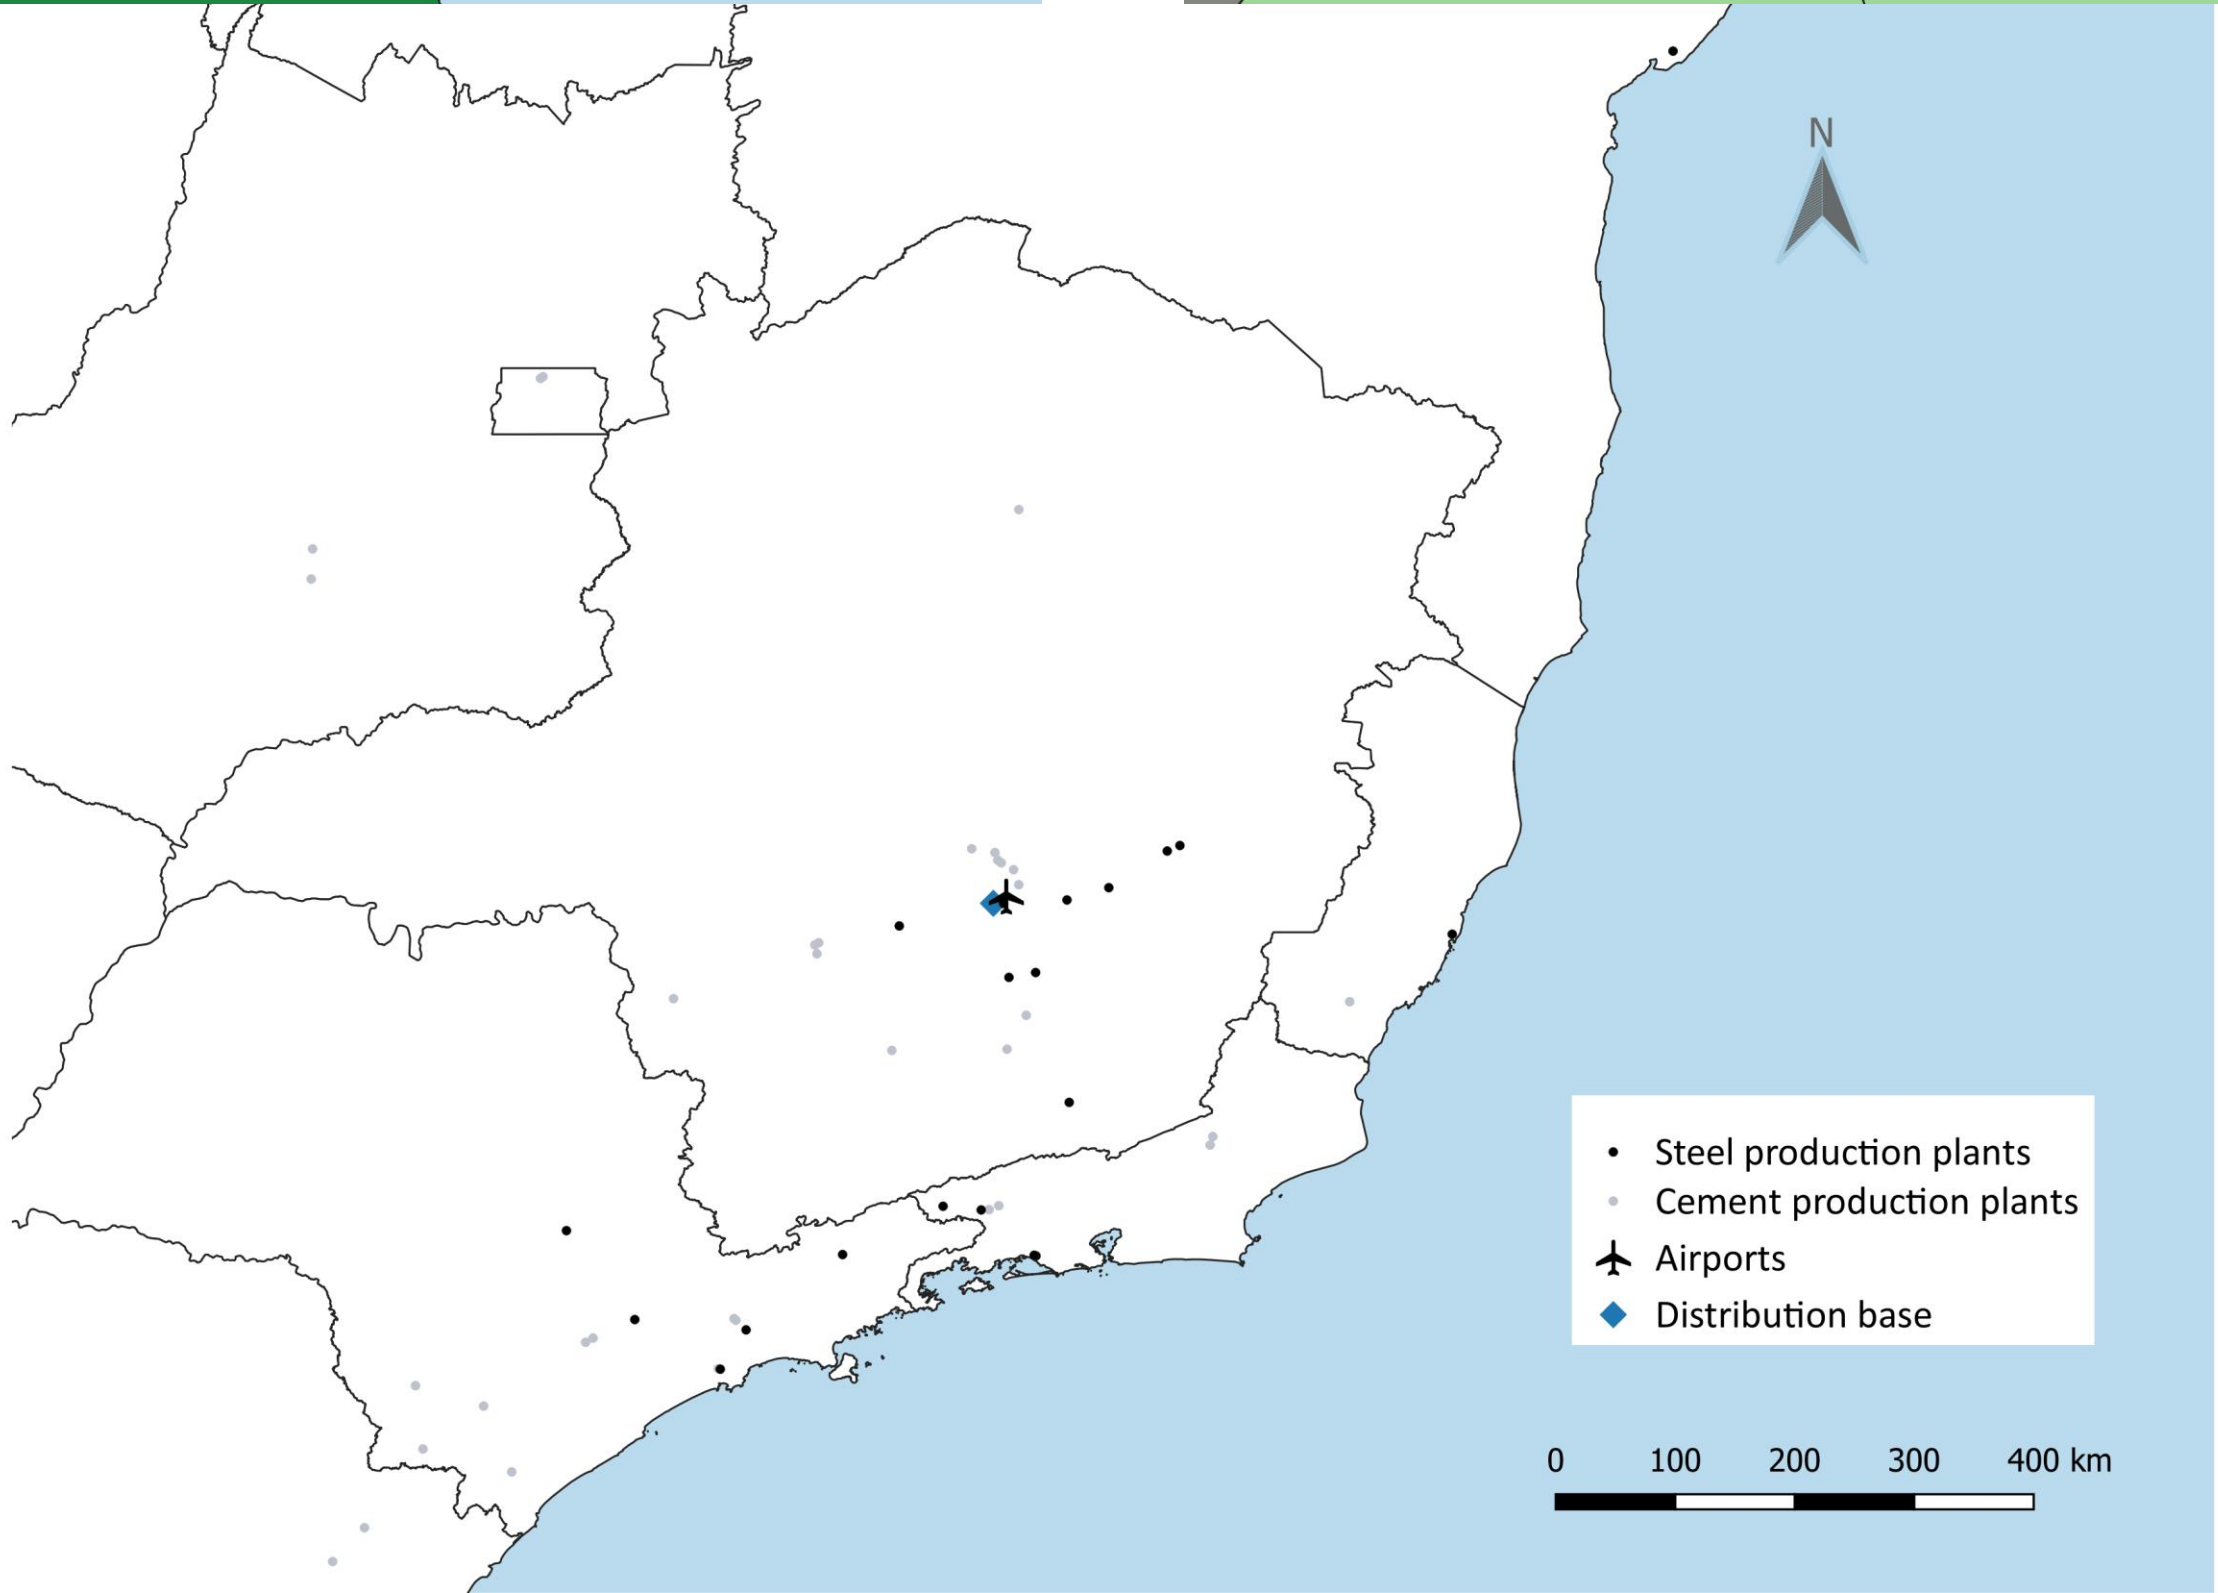 N
Steel production plants
Cement production plants
Airports
Distribution base
0 100 200 300 400 km